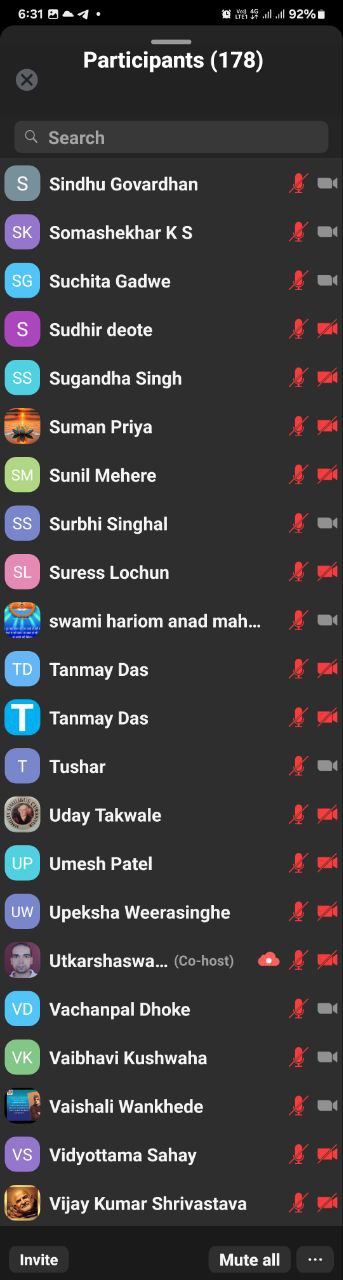 6:31 92%
Participants (178)
Search
S Sindhu Govardhan
SK Somashekhar K S
SG Suchita Gadwe
S Sudhir deote
SS Sugandha Singh
Suman Priya
SM Sunil Mehere
SS Surbhi Singhal
SL Suress Lochun
swami hariom anad mah...
TD Tanmay Das
T Tanmay Das
T Tushar
Uday Takwale
UP Umesh Patel
UW Upeksha Weerasinghe
Utkarshaswa... (Co-host)
VD Vachanpal Dhoke
VK Vaibhavi Kushwaha
Vaishali Wankhede
VS Vidyottama Sahay
Vijay Kumar Shrivastava
Invite Mute all ...